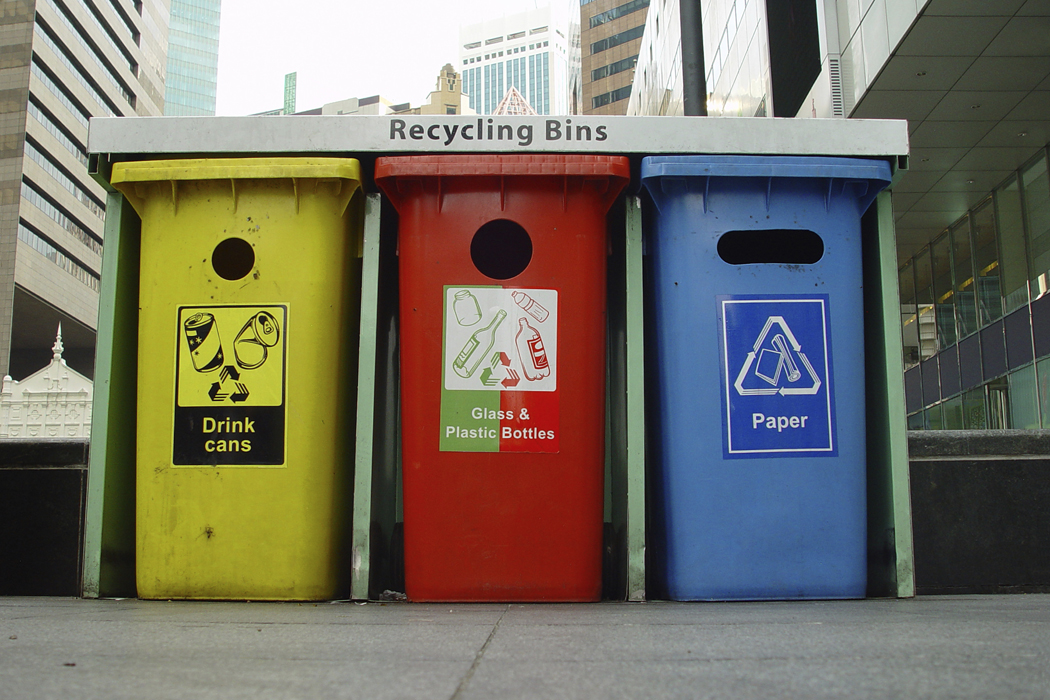 Recycling Bins
Drink
cans
Glass &
Plastic Bottles
Paper